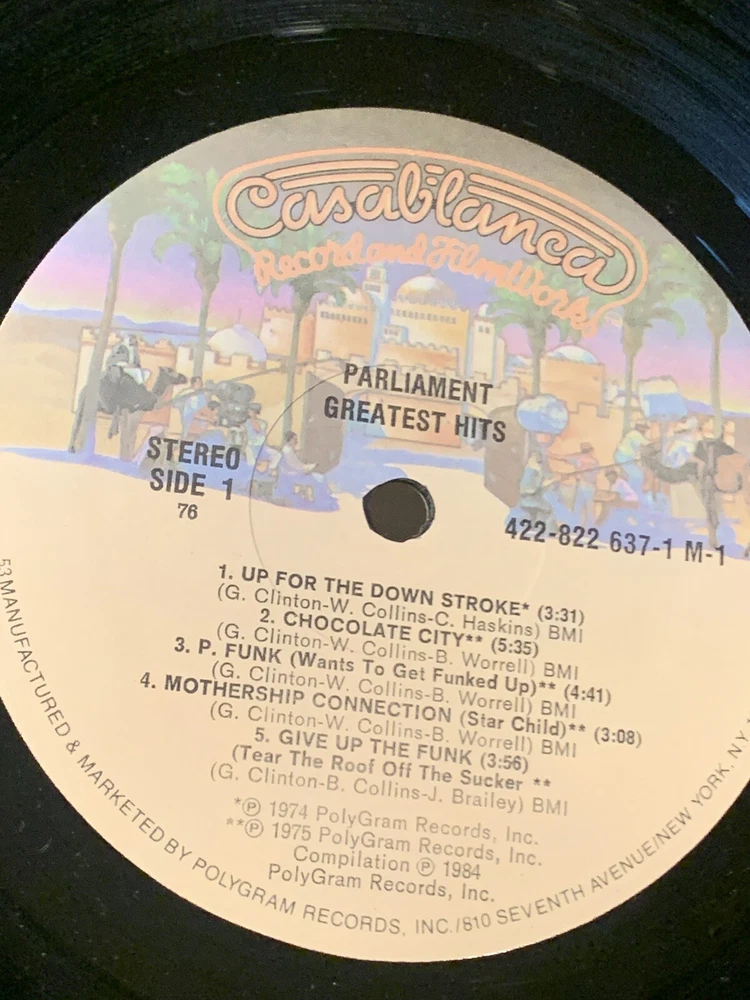 Casablanca
Record and FilmWorks
PARLIAMENT
GREATEST HITS
STEREO
SIDE 1
76
422-822 637-1 M-1
1. UP FOR THE DOWN STROKE* (3:31)
(G. Clinton-W. Collins-C. Haskins) BMI
2. CHOCOLATE CITY** (5:35)
(G. Clinton-W. Collins-B. Worrell) BMI
3. P. FUNK (Wants To Get Funked Up)** (4:41)
(G. Clinton-W. Collins-B. Worrell) BMI
4. MOTHERSHIP CONNECTION (Star Child)** (3:08)
(G. Clinton-W. Collins-B. Worrell) BMI
5. GIVE UP THE FUNK (3:56)
(Tear The Roof Off The Sucker **
(G. Clinton-B. Collins-J. Brailey) BMI
*Ⓟ 1974 PolyGram Records, Inc.
**Ⓟ 1975 PolyGram Records, Inc.
Compilation Ⓟ 1984
PolyGram Records, Inc.
53 MANUFACTURED & MARKETED BY POLYGRAM RECORDS, INC./810 SEVENTH AVENUE/NEW YORK, N.Y.